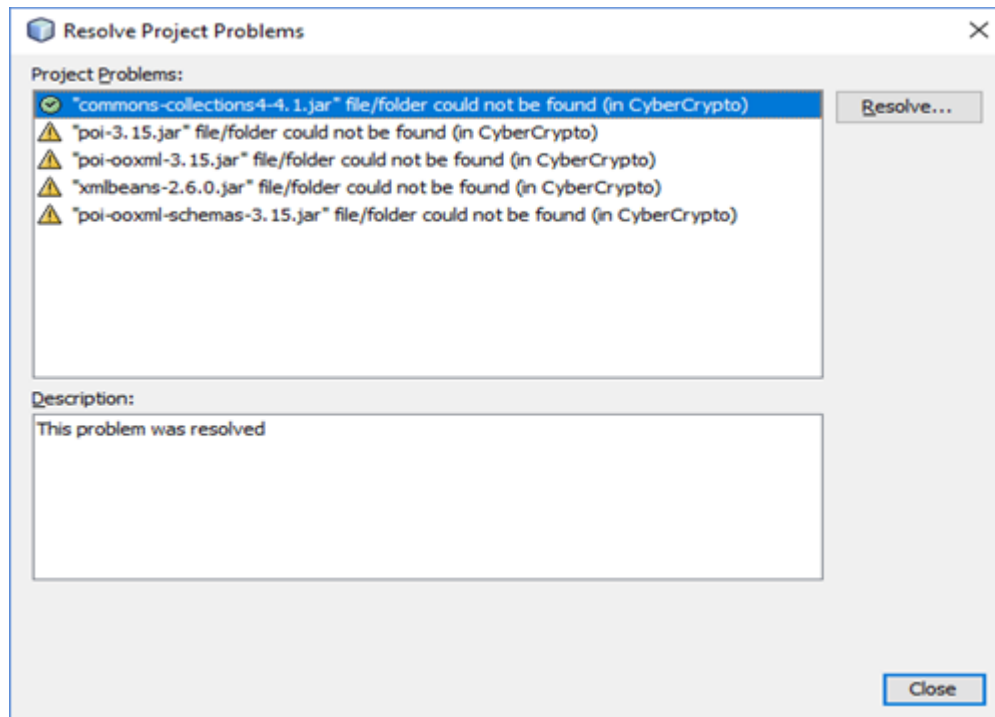 Resolve Project Problems
Project Problems:
"commons-collections4-4.1.jar" file/folder could not be found (in CyberCrypto)
Resolve...
"poi-3.15.jar" file/folder could not be found (in CyberCrypto)
"poi-ooxml-3.15.jar" file/folder could not be found (in CyberCrypto)
"xmlbeans-2.6.0.jar" file/folder could not be found (in CyberCrypto)
"poi-ooxml-schemas-3.15.jar" file/folder could not be found (in CyberCrypto)
Description:
This problem was resolved
Close